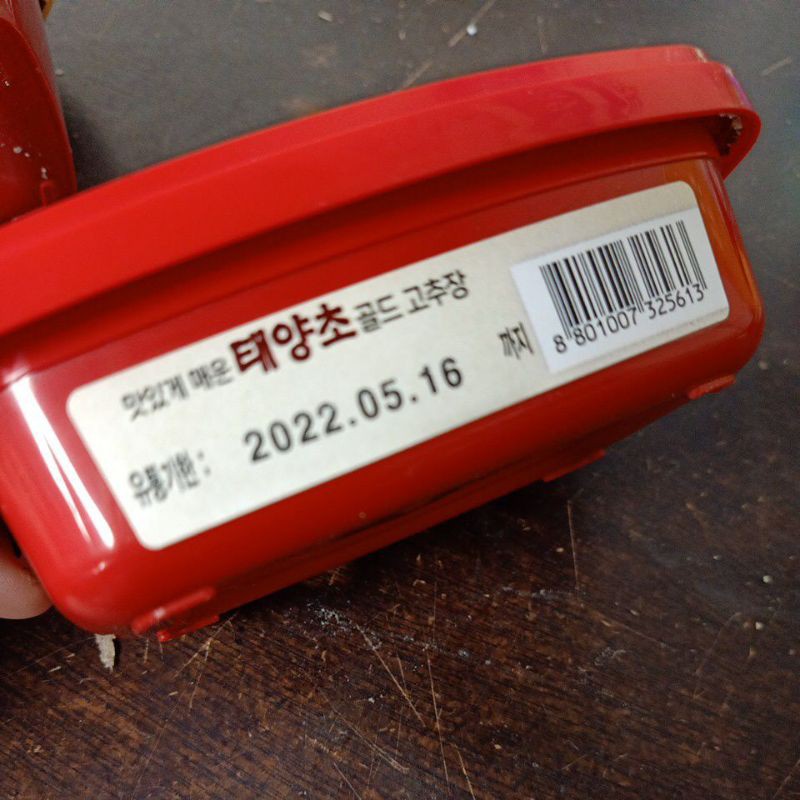 맛있게 매운 태양초 골드 고추장
유통기한 : 2022.05.16 까지
8 801007 325613